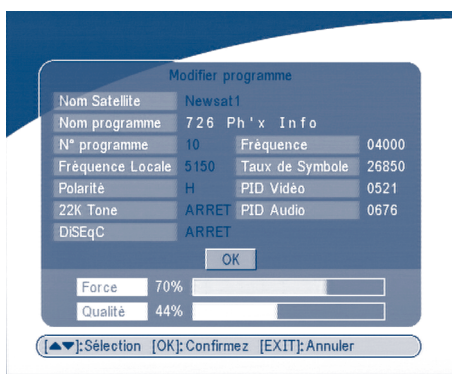 Modifier programme
Nom Satellite Newsat1
Nom programme 726 Ph'x Info
N° programme 10 Fréquence 04000
Fréquence Locale 5150 Taux de Symbole 26850
Polarité H PID Vidéo 0521
22K Tone ARRET PID Audio 0676
DiSEqC ARRET
OK
Force 70%
Qualité 44%
[▲▼]:Sélection [OK]:Confirmez [EXIT]:Annuler